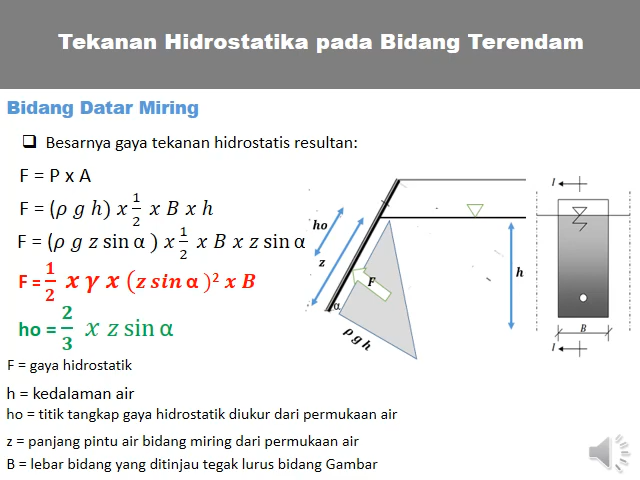 Tekanan Hidrostatika pada Bidang Terendam
Bidang Datar Miring
❑ Besarnya gaya tekanan hidrostatis resultan:
F = P x A
F = (ρ g h) x 1/2 x B x h
F = (ρ g z sin α ) x 1/2 x B x z sin α
F = 1/2 x γ x (z sin α )² x B
ho = 2/3 x z sin α
F = gaya hidrostatik
h = kedalaman air
ho = titik tangkap gaya hidrostatik diukur dari permukaan air
z = panjang pintu air bidang miring dari permukaan air
B = lebar bidang yang ditinjau tegak lurus bidang Gambar
ho
z
F
α
ρ g h
h
I
B
I